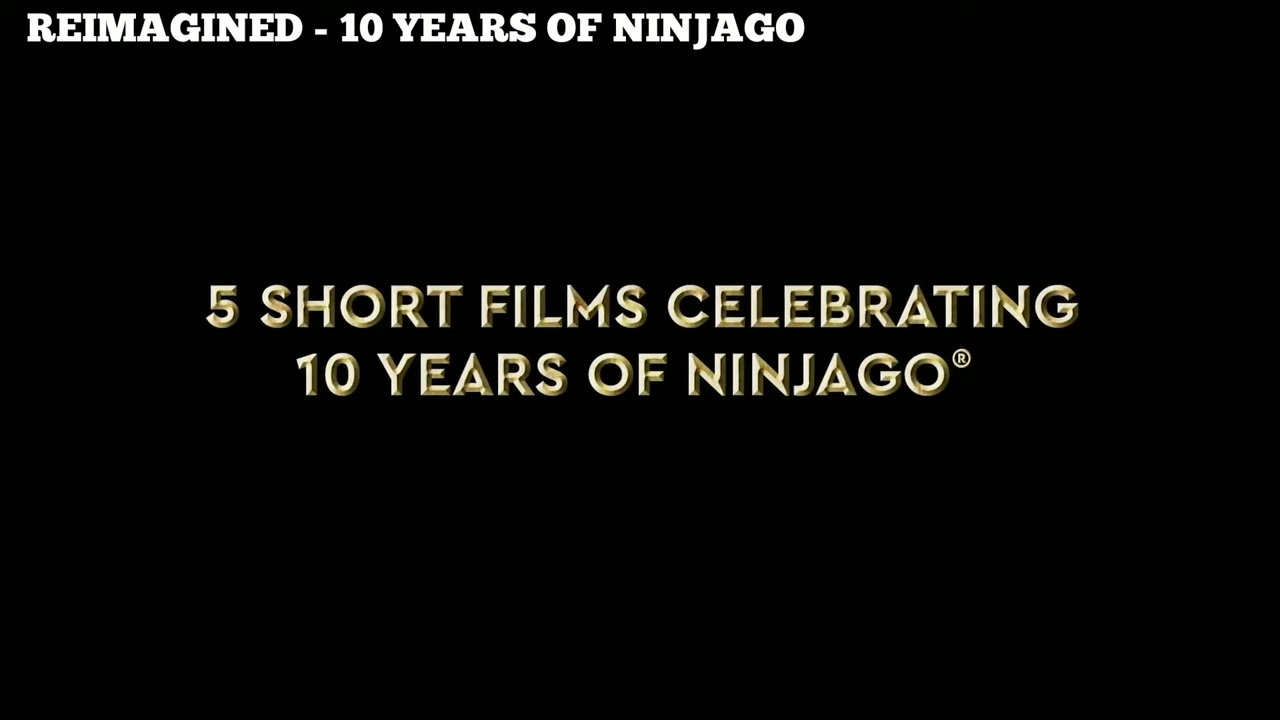 REIMAGINED - 10 YEARS OF NINJAGO
5 SHORT FILMS CELEBRATING
10 YEARS OF NINJAGO®